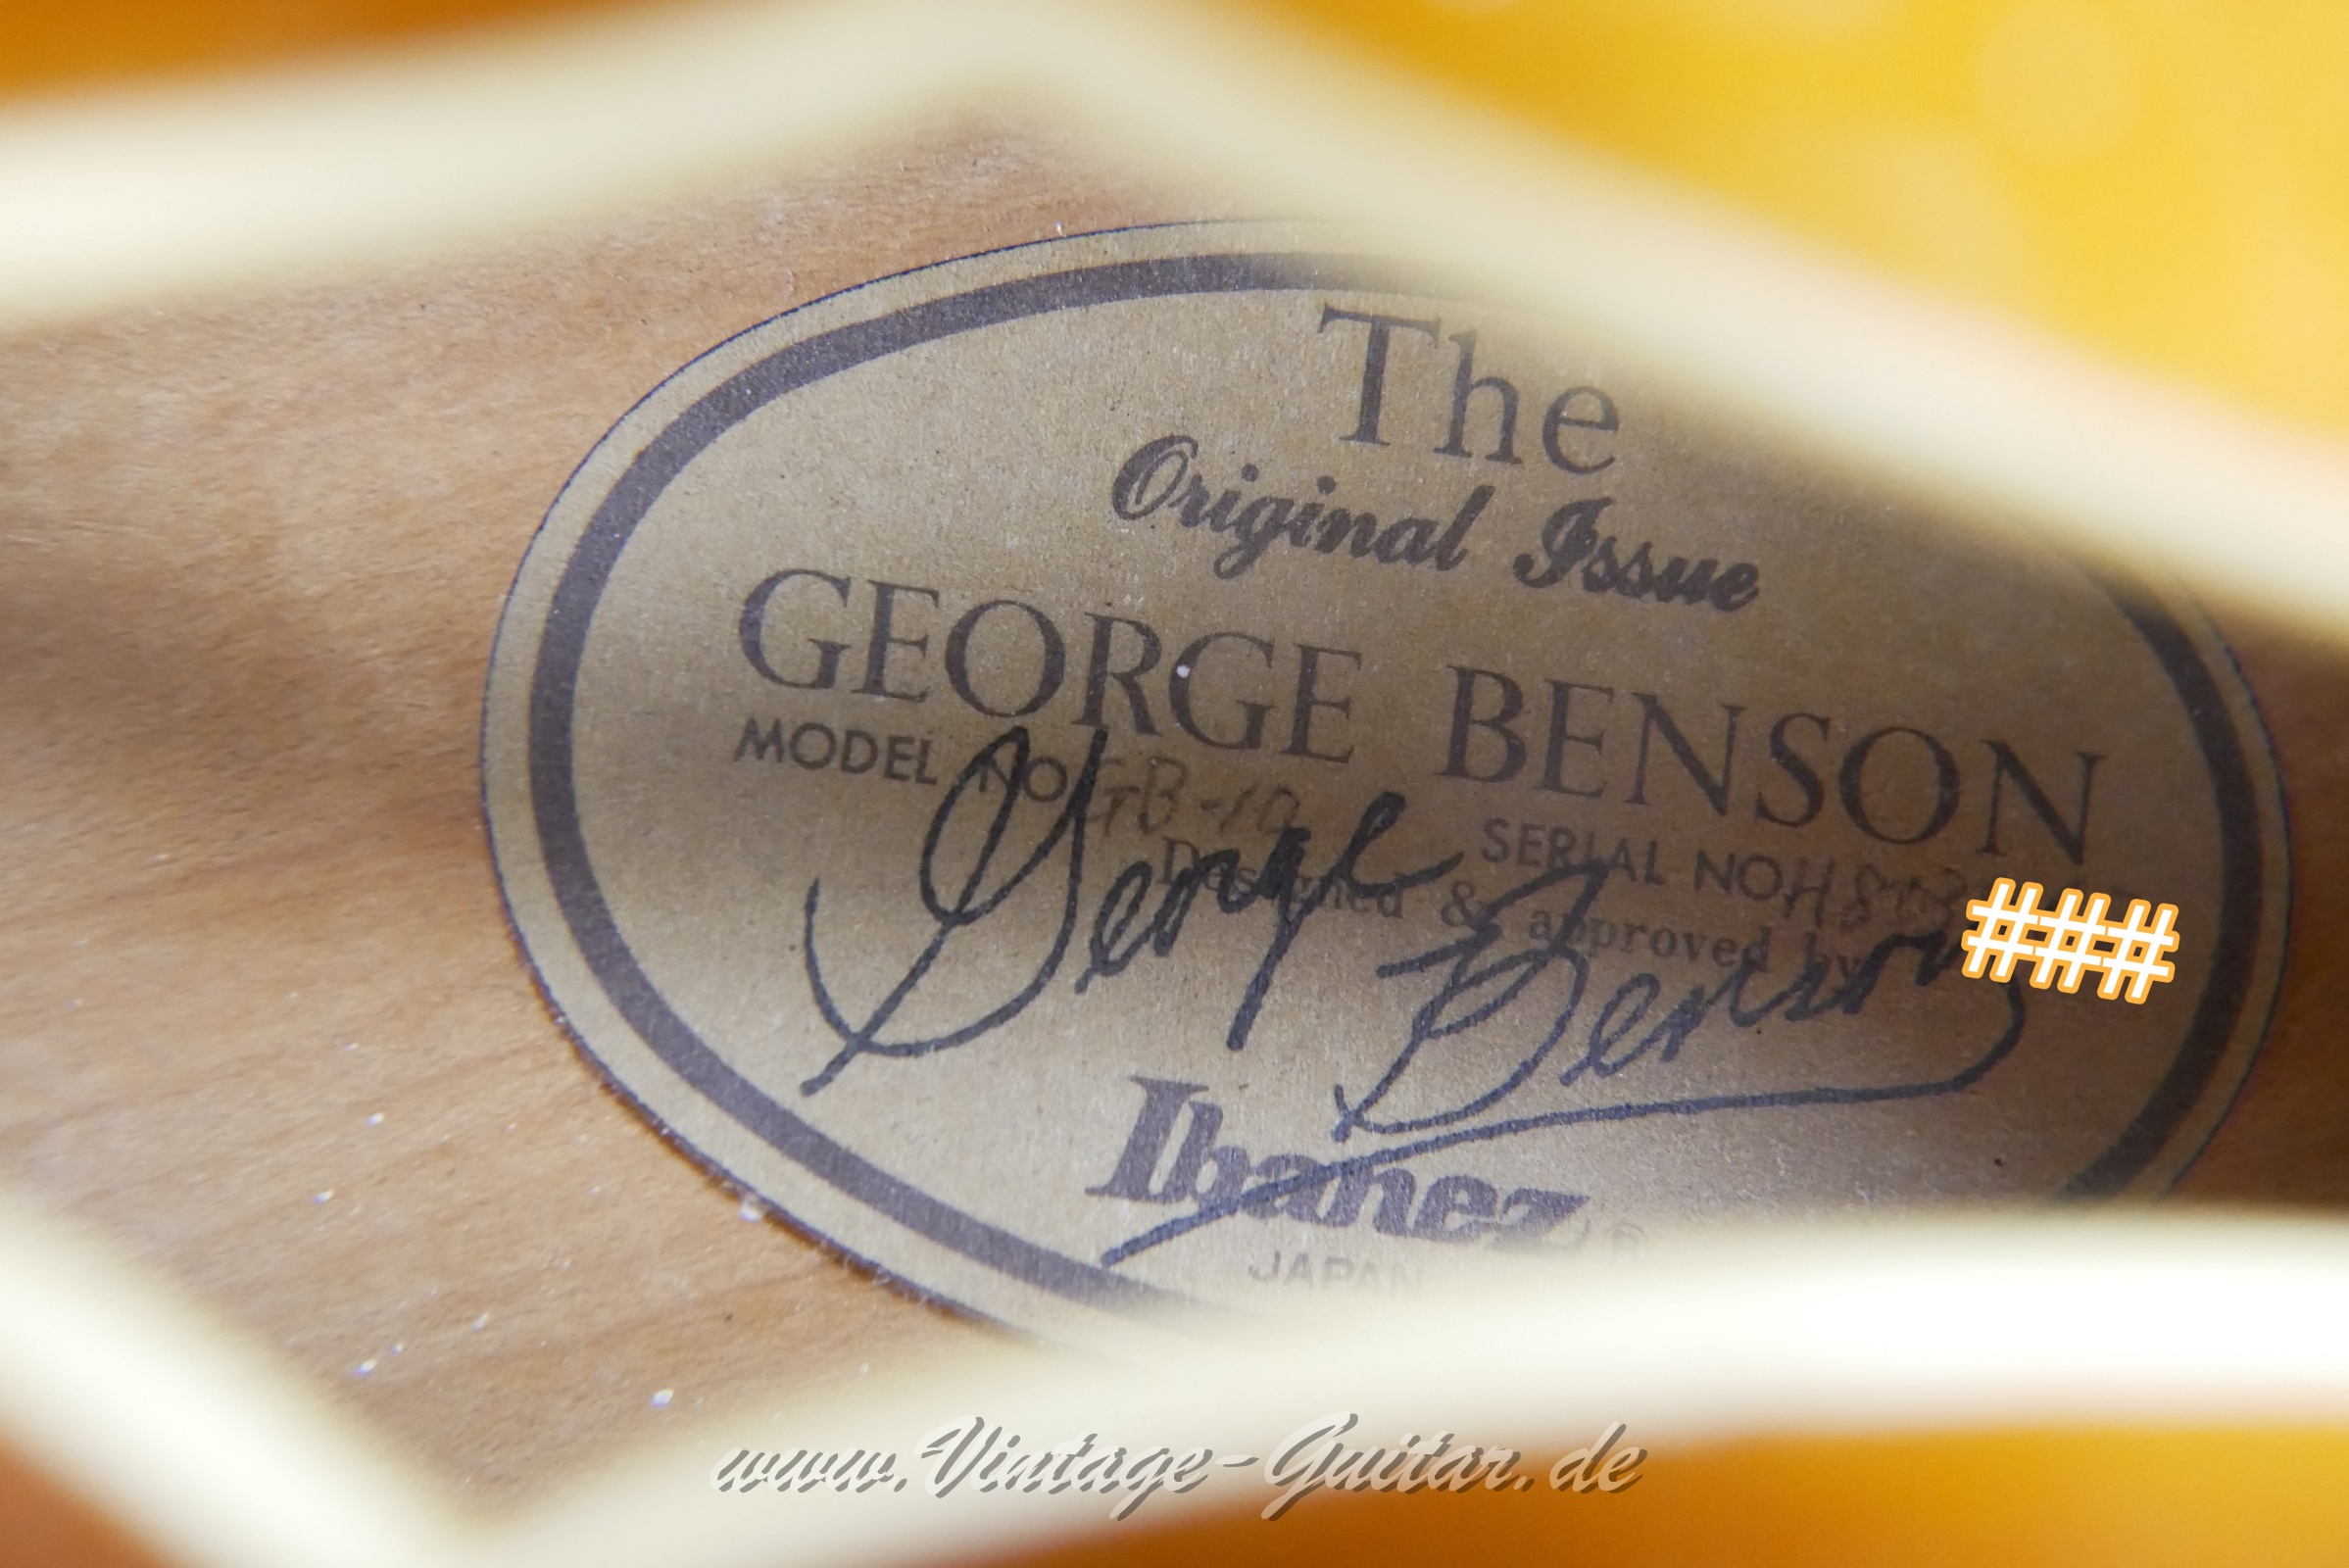 The
Original Issue
GEORGE BENSON
MODEL NO GB-10 SERIAL NO ###
Designed & approved by
George Benson
Ibanez ®
JAPAN
www.Vintage-Guitar.de